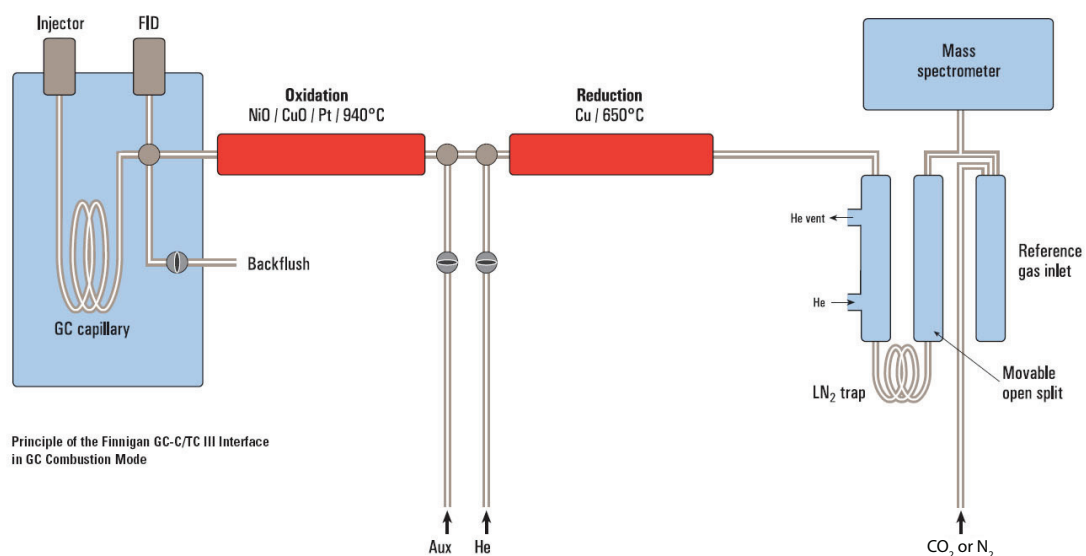 Injector
FID
Oxidation
NiO / CuO / Pt / 940°C
Reduction
Cu / 650°C
Mass
spectrometer
He vent
Backflush
Reference
gas inlet
He
GC capillary
Movable
open split
LN₂ trap
Principle of the Finnigan GC-C/TC III Interface
in GC Combustion Mode
Aux
He
CO₂ or N₂